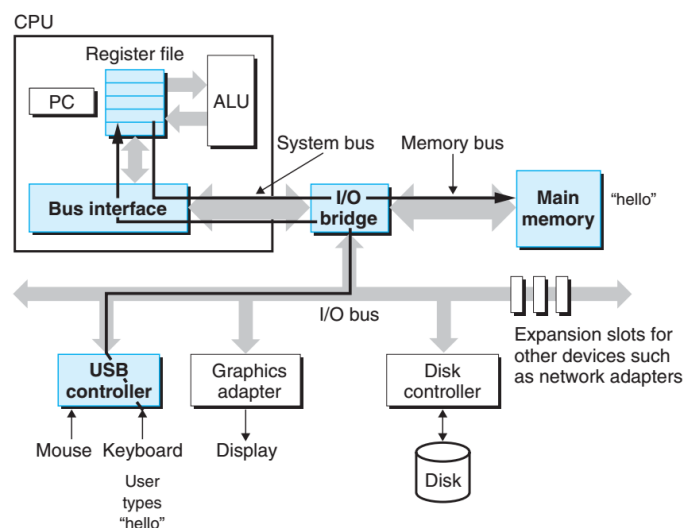 CPU
Register file
PC
ALU
System bus
Memory bus
Bus interface
I/O
bridge
Main
memory
"hello"
I/O bus
Expansion slots for
other devices such
as network adapters
USB
controller
Graphics
adapter
Disk
controller
Mouse
Keyboard
Display
Disk
User
types
"hello"